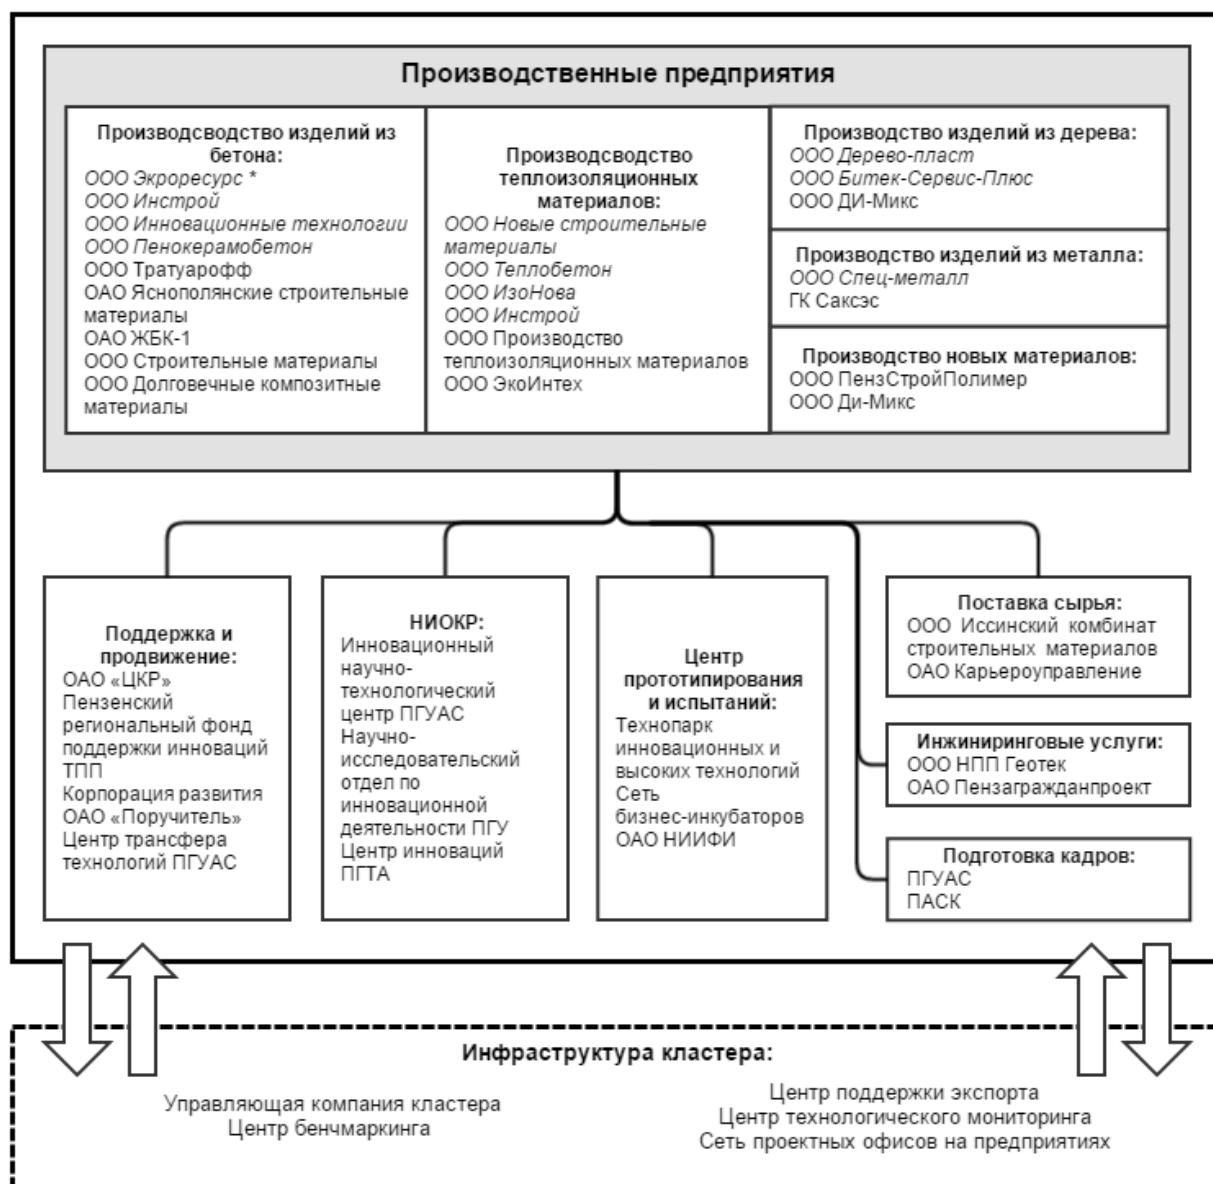 Производственные предприятия
Произвдсводство изделий из
бетона:
ООО Экроресурс *
ООО Инстрой
ООО Инновационные технологии
ООО Пенокерамобетон
ООО Тратуарофф
ОАО Яснополянские строительные
материалы
ОАО ЖБК-1
ООО Строительные материалы
ООО Долговечные композитные
материалы
Произвдсводство
теплоизоляционных
материалов:
ООО Новые строительные
материалы
ООО Теплобетон
ООО ИзоНова
ООО Инстрой
ООО Производство
теплоизоляционных материалов
ООО ЭкоИнтех
Производство изделий из дерева:
ООО Дерево-пласт
ООО Битек-Сервис-Плюс
ООО ДИ-Микс
Производство изделий из металла:
ООО Спец-металл
ГК Саксэс
Производство новых материалов:
ООО ПензСтройПолимер
ООО Ди-Микс
Поддержка и
продвижение:
ОАО «ЦКР»
Пензенский
региональный фонд
поддержки инноваций
ТПП
Корпорация развития
ОАО «Поручитель»
Центр трансфера
технологий ПГУАС
НИОКР:
Инновационный
научно-
технологический
центр ПГУАС
Научно-
исследовательский
отдел по
инновационной
деятельности ПГУ
Центр инноваций
ПГТА
Центр
прототипирования
и испытаний:
Технопарк
инновационных и
высоких технологий
Сеть
бизнес-инкубаторов
ОАО НИИФИ
Поставка сырья:
ООО Иссинский комбинат
строительных материалов
ОАО Карьероуправление
Инжиниринговые услуги:
ООО НПП Геотек
ОАО Пензагражданпроект
Подготовка кадров:
ПГУАС
ПАСК
Инфраструктура кластера:
Управляющая компания кластера
Центр бенчмаркинга
Центр поддержки экспорта
Центр технологического мониторинга
Сеть проектных офисов на предприятиях